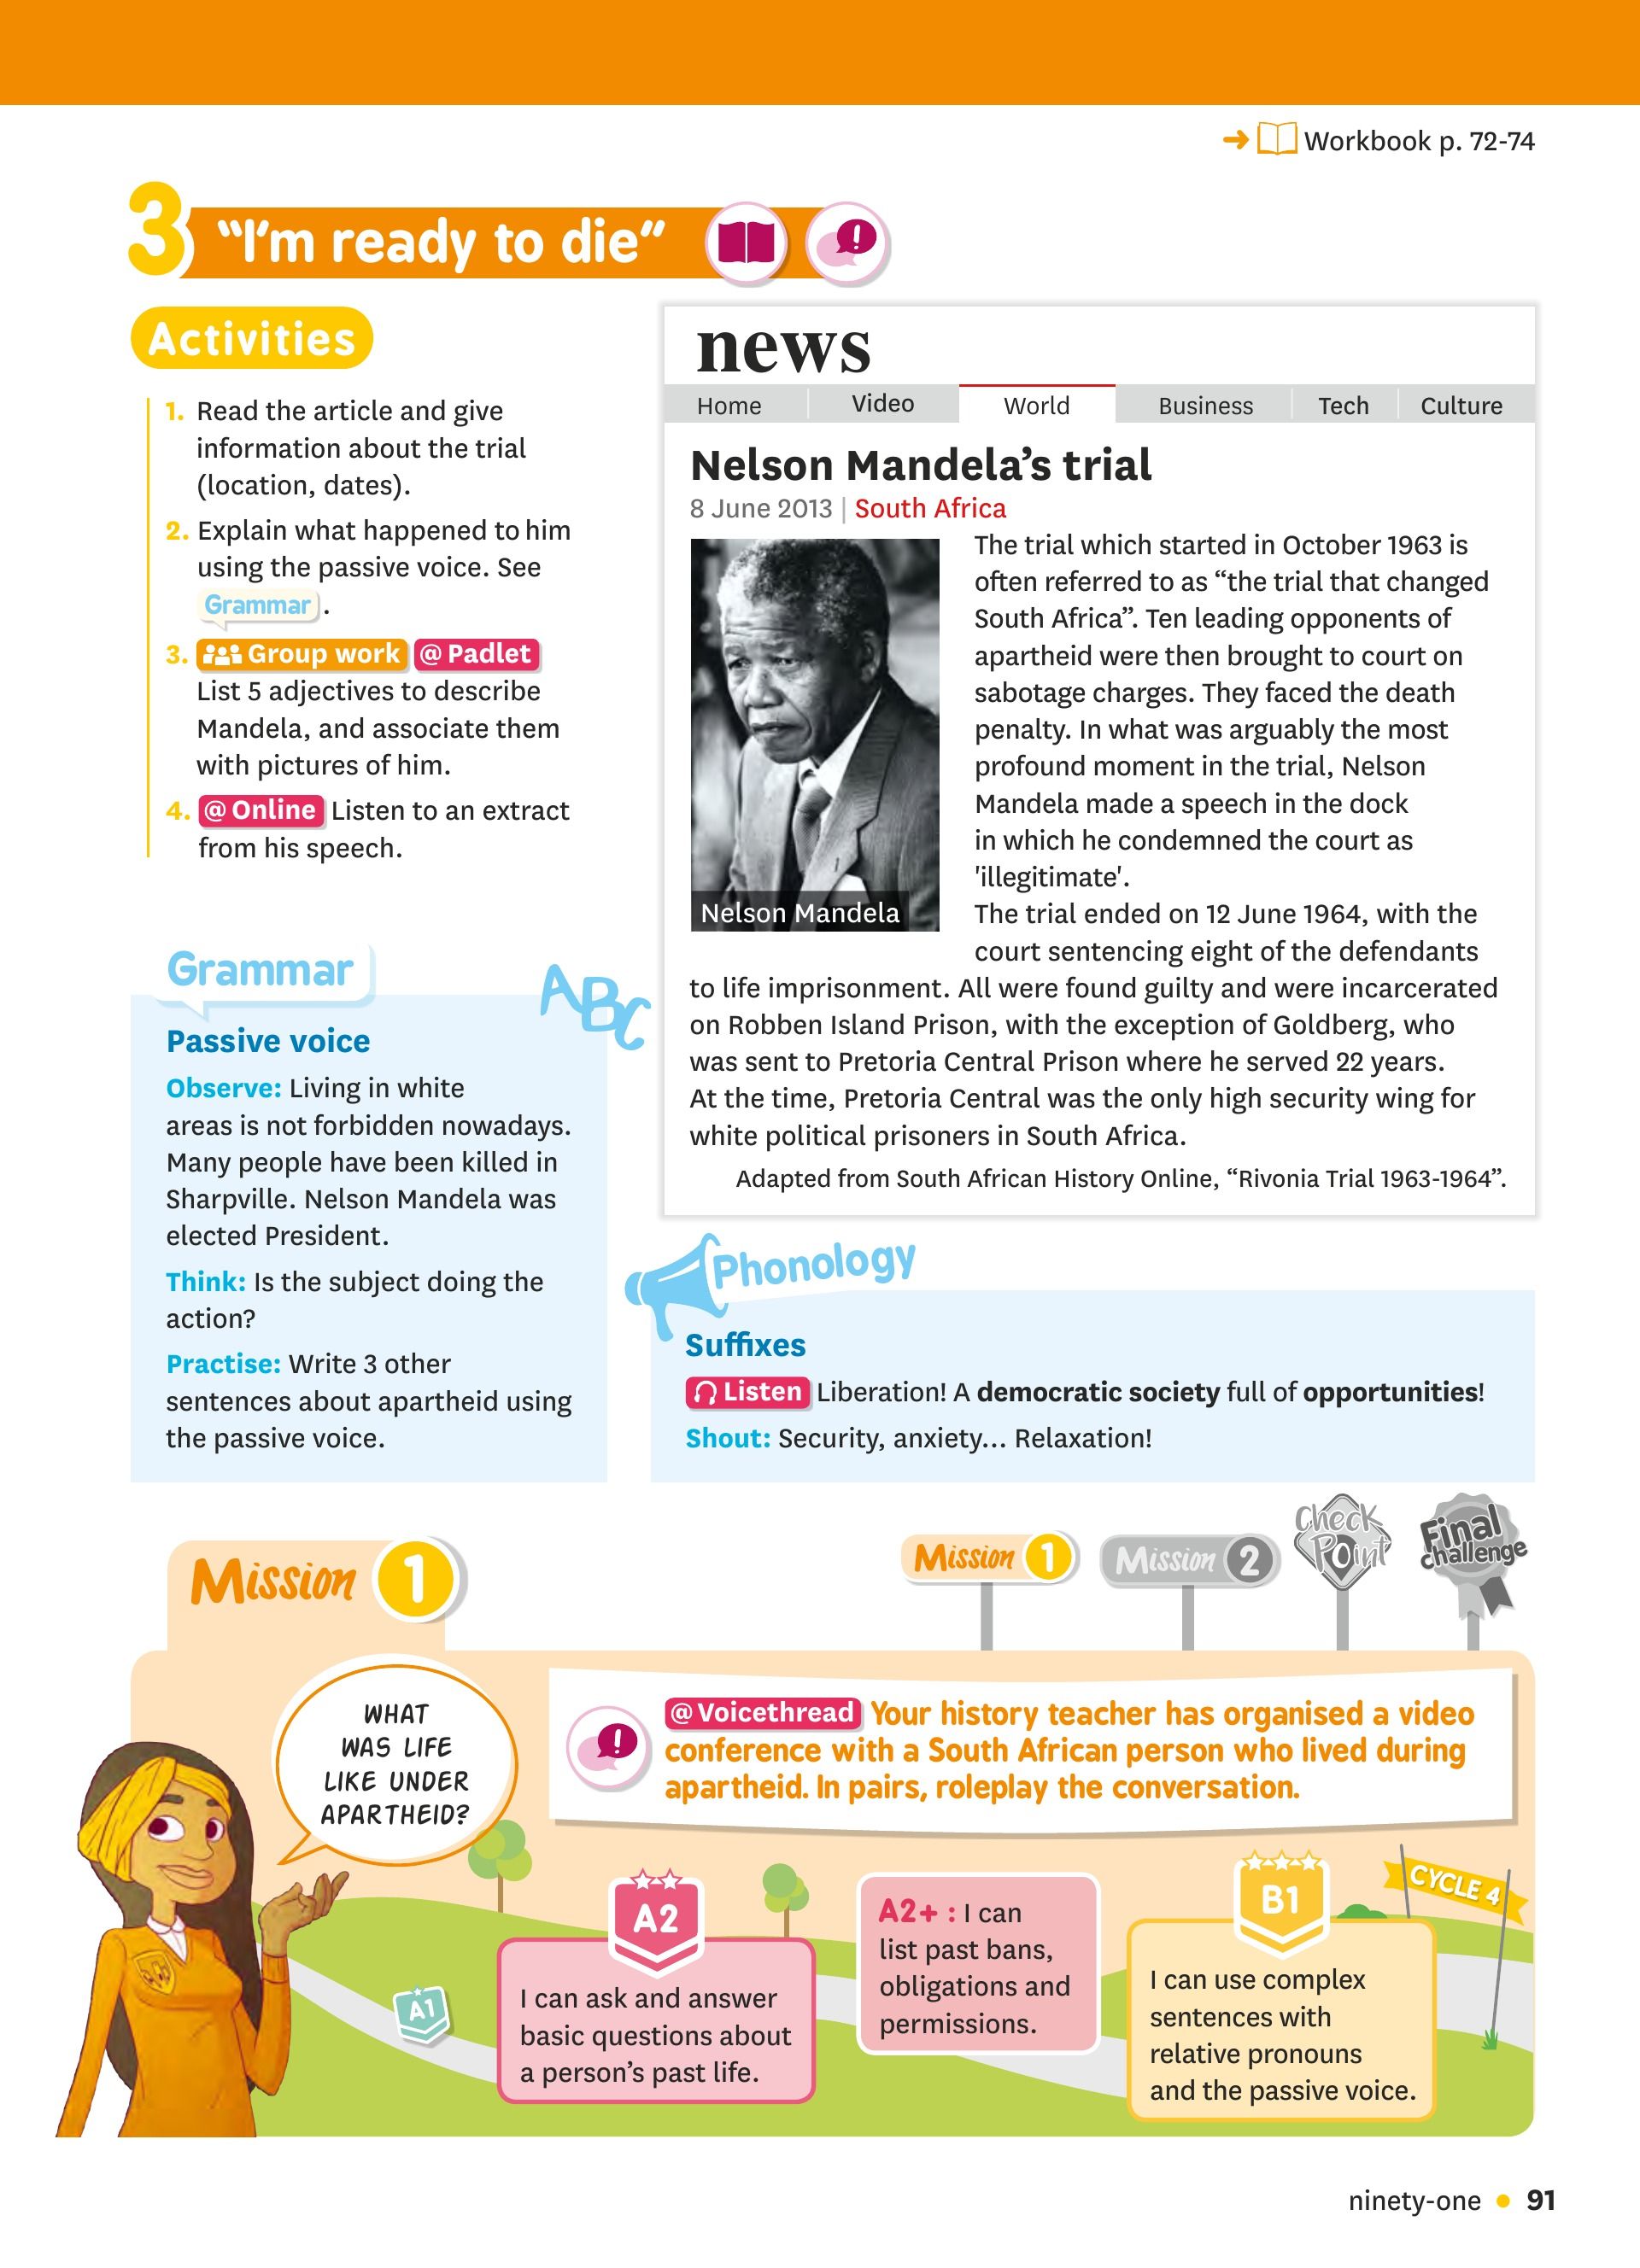 Workbook p. 72-74
3 "I'm ready to die"
Activities
1. Read the article and give
information about the trial
(location, dates).
2. Explain what happened to him
using the passive voice. See
Grammar .
3. Group work @ Padlet
List 5 adjectives to describe
Mandela, and associate them
with pictures of him.
4. @ Online Listen to an extract
from his speech.
Grammar
ABC
Passive voice
Observe: Living in white
areas is not forbidden nowadays.
Many people have been killed in
Sharpville. Nelson Mandela was
elected President.
Think: Is the subject doing the
action?
Practise: Write 3 other
sentences about apartheid using
the passive voice.
news
Home Video World Business Tech Culture
Nelson Mandela's trial
8 June 2013 | South Africa
Nelson Mandela
The trial which started in October 1963 is
often referred to as “the trial that changed
South Africa”. Ten leading opponents of
apartheid were then brought to court on
sabotage charges. They faced the death
penalty. In what was arguably the most
profound moment in the trial, Nelson
Mandela made a speech in the dock
in which he condemned the court as
'illegitimate'.
The trial ended on 12 June 1964, with the
court sentencing eight of the defendants
to life imprisonment. All were found guilty and were incarcerated
on Robben Island Prison, with the exception of Goldberg, who
was sent to Pretoria Central Prison where he served 22 years.
At the time, Pretoria Central was the only high security wing for
white political prisoners in South Africa.
Adapted from South African History Online, “Rivonia Trial 1963-1964”.
Phonology
Suffixes
Listen Liberation! A democratic society full of opportunities!
Shout: Security, anxiety... Relaxation!
Mission 1
Mission 1
Mission 2
Check Point
Final challenge
WHAT
WAS LIFE
LIKE UNDER
APARTHEID?
@ Voicethread Your history teacher has organised a video
conference with a South African person who lived during
apartheid. In pairs, roleplay the conversation.
A1
A2
I can ask and answer
basic questions about
a person's past life.
A2+ : I can
list past bans,
obligations and
permissions.
B1
I can use complex
sentences with
relative pronouns
and the passive voice.
CYCLE 4
ninety-one • 91